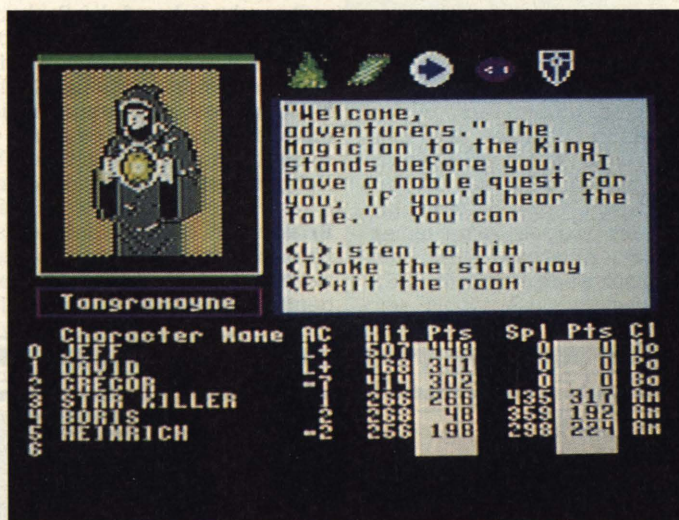 "Welcome,
adventurers." The
Magician to the King
stands before you. "I
have a noble quest for
you, if you'd hear the
tale." You can
(L)isten to him
(T)ake the stairway
(E)xit the room
Tangramayne
Character Name AC Hit Pts Spl Pts Cl
0 JEFF L+ 507 448 0 0 Mo
1 DAVID L+ 468 341 0 0 Pa
2 GREGOR -7 414 302 0 0 Ba
3 STAR KILLER 1 266 266 435 317 Am
4 BORIS 2 268 48 359 192 Am
5 HEINRICH -2 256 198 298 224 Am
6